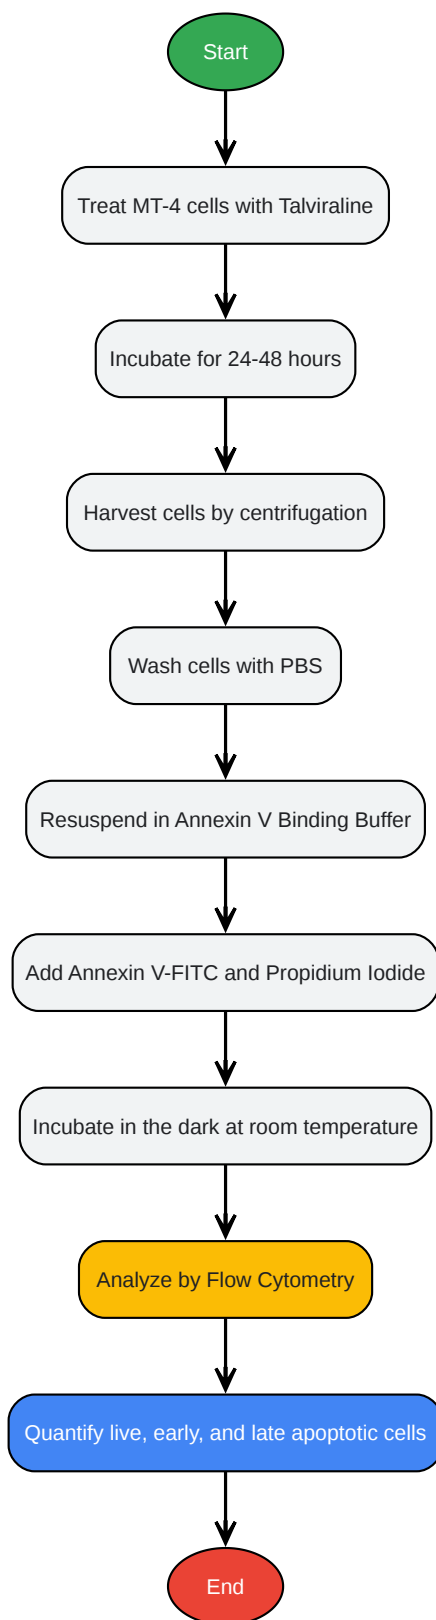 Start
Treat MT-4 cells with Talviraline
Incubate for 24-48 hours
Harvest cells by centrifugation
Wash cells with PBS
Resuspend in Annexin V Binding Buffer
Add Annexin V-FITC and Propidium Iodide
Incubate in the dark at room temperature
Analyze by Flow Cytometry
Quantify live, early, and late apoptotic cells
End